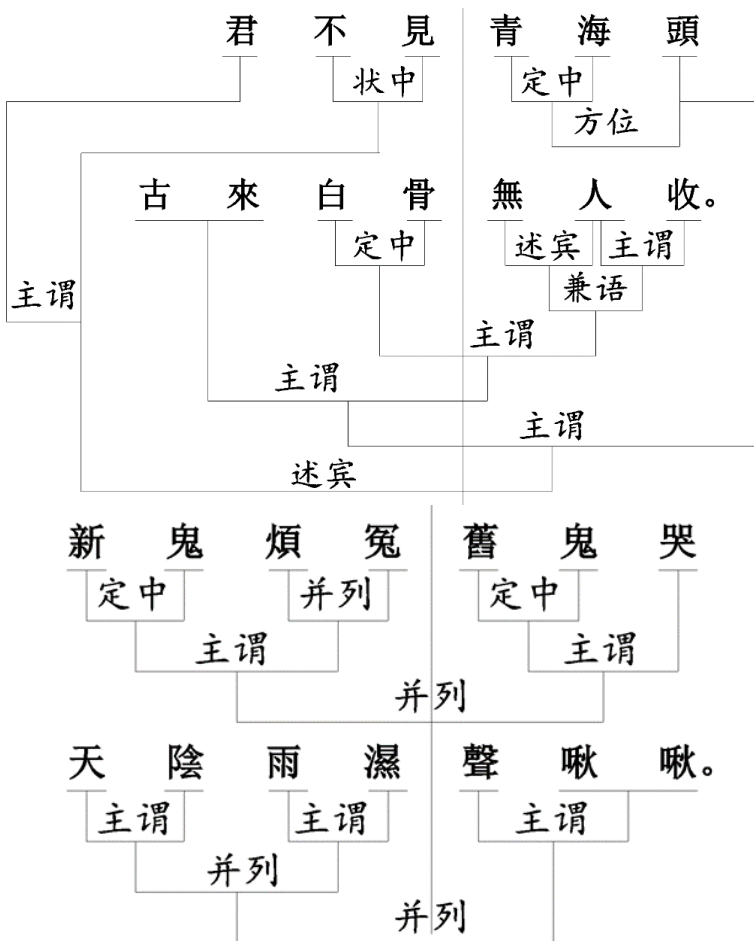 君不見青海頭
状中 定中
方位
古來白骨無人收。
定中 述宾 主谓
主谓 兼语
主谓
主谓
主谓
述宾
新鬼煩冤舊鬼哭
定中 并列 定中
主谓 主谓
并列
天陰雨濕聲啾啾。
主谓 主谓 主谓
并列
并列